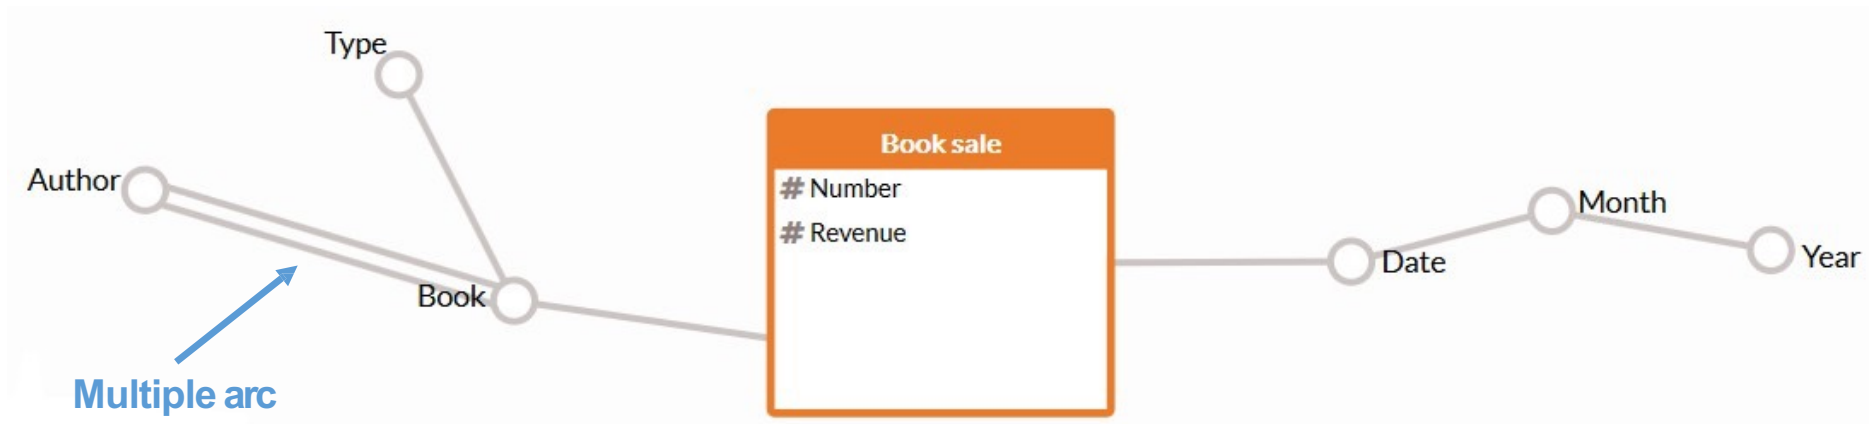 Type
Author
Book
Multiple arc
Book sale
# Number
# Revenue
Date
Month
Year